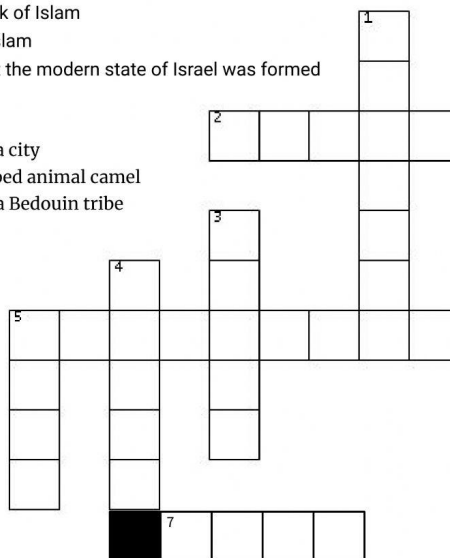 k of Islam
slam
t the modern state of Israel was formed
a city
ped animal camel
a Bedouin tribe
1
2
3
4
5
7